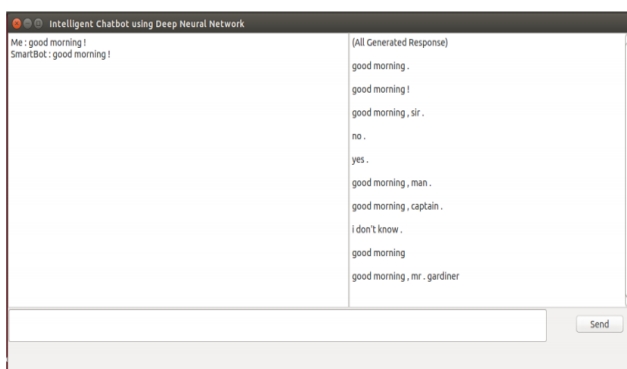 Intelligent Chatbot using Deep Neural Network
Me : good morning !
SmartBot : good morning !
(All Generated Response)
good morning .
good morning !
good morning , sir .
no .
yes .
good morning , man .
good morning , captain .
i don't know .
good morning
good morning , mr . gardiner
Send